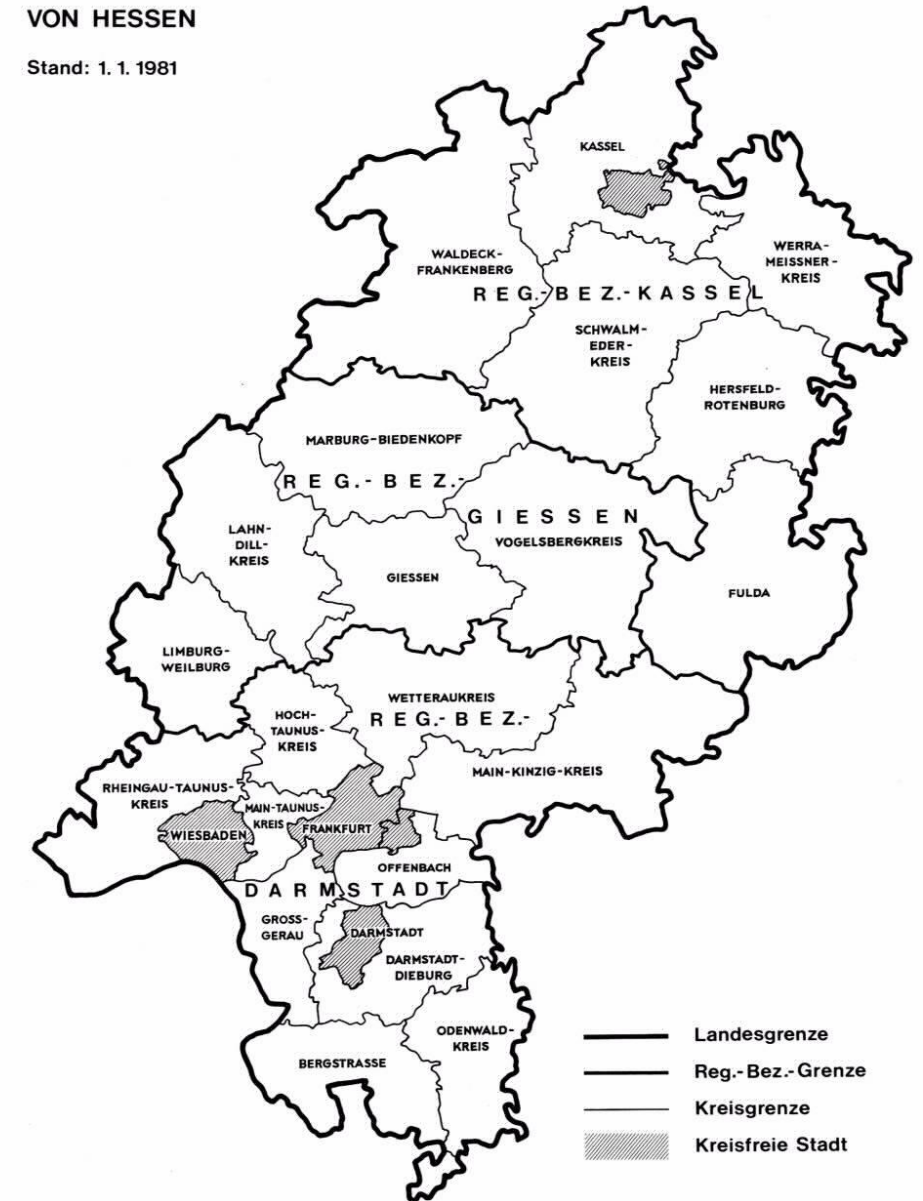 VON HESSEN
Stand: 1. 1. 1981
KASSEL
WALDECK-
FRANKENBERG
WERRA-
MEISSNER-
KREIS
REG.-BEZ.-KASSEL
SCHWALM-
EDER-
KREIS
HERSFELD-
ROTENBURG
MARBURG-BIEDENKOPF
REG.-BEZ.-
GIESSEN
VOGELSBERGKREIS
LAHN-
DILL-
KREIS
GIESSEN
FULDA
LIMBURG-
WEILBURG
WETTERAUKREIS
REG.-BEZ.-
HOCH-
TAUNUS-
KREIS
MAIN-KINZIG-KREIS
RHEINGAU-TAUNUS-
KREIS
MAIN-TAUNUS-
KREIS
WIESBADEN
FRANKFURT
OFFENBACH
DARMSTADT
GROSS-
GERAU
DARMSTADT
DARMSTADT-
DIEBURG
ODENWALD-
KREIS
BERGSTRASSE
Landesgrenze
Reg.-Bez.-Grenze
Kreisgrenze
Kreisfreie Stadt